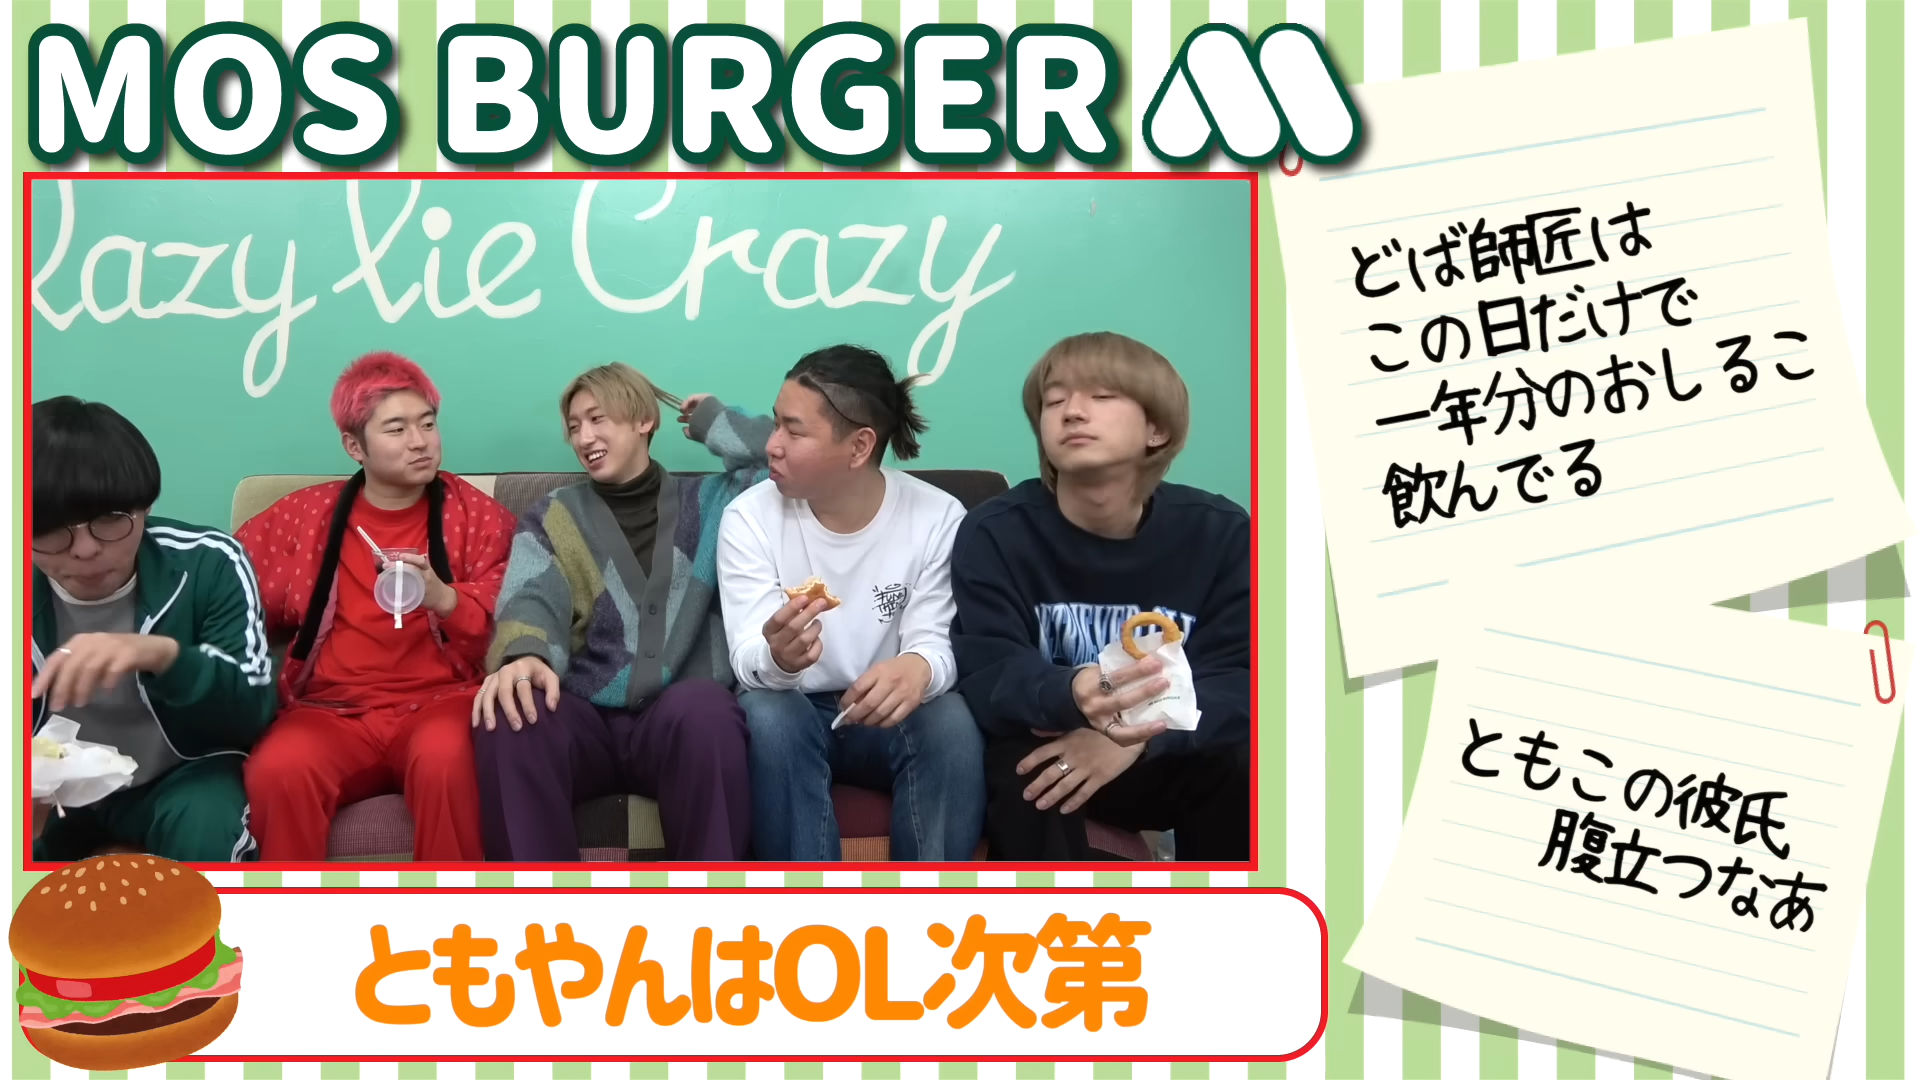 MOS BURGER
Lazy Lie Crazy
どば師匠は
この日だけで
一年分のおしるこ
飲んでる
ともこの彼氏
腹立つなあ
ともやんはOL次第